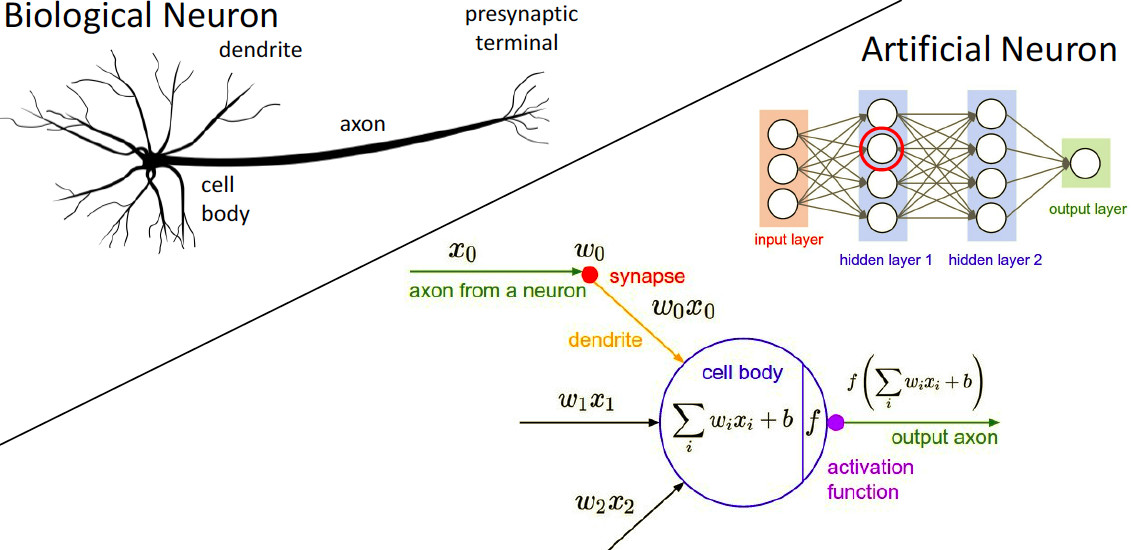 Biological Neuron
dendrite
presynaptic
terminal
axon
cell
body
Artificial Neuron
input layer
hidden layer 1
hidden layer 2
output layer
x₀
w₀
synapse
axon from a neuron
w₀x₀
dendrite
cell body
w₁x₁
∑ᵢ wᵢxᵢ + b
f
f(∑ᵢ wᵢxᵢ + b)
output axon
activation
function
w₂x₂